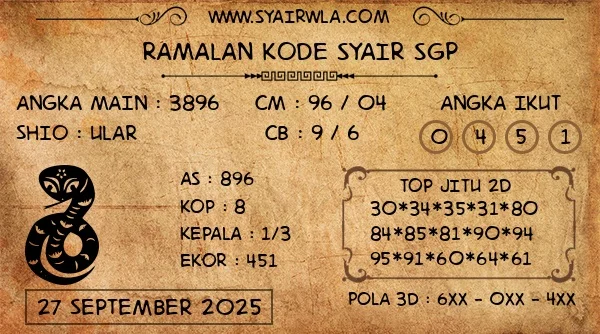 WWW.SYAIRWLA.COM
RAMALAN KODE SYAIR SGP
ANGKA MAIN : 3896
CM : 96 / 04
ANGKA IKUT
SHIO : ULAR
CB : 9 / 6
0 4 5 1
AS : 896
KOP : 8
KEPALA : 1/3
EKOR : 451
TOP JITU 2D
30*34*35*31*80
84*85*81*90*94
95*91*60*64*61
27 SEPTEMBER 2025
POLA 3D : 6XX - 0XX - 4XX